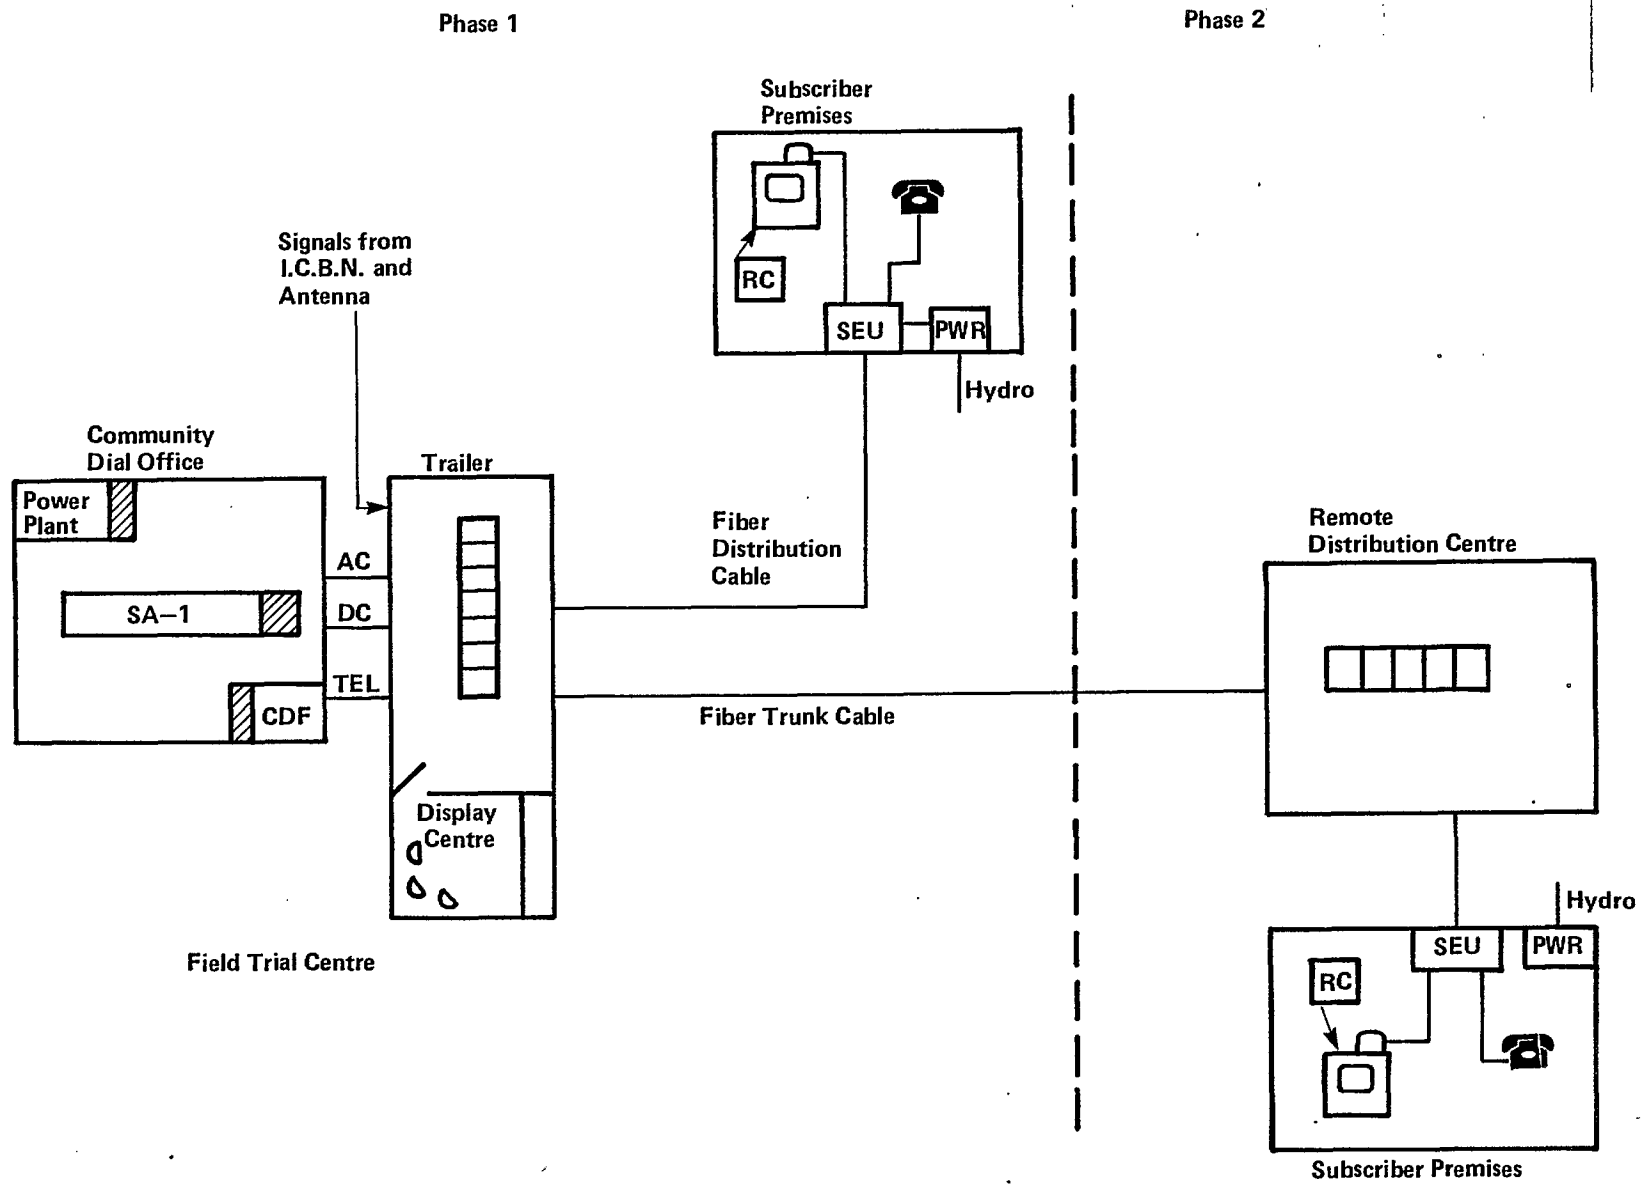 Phase 1
Phase 2
Subscriber
Premises
RC
SEU
PWR
Hydro
Signals from
I.C.B.N. and
Antenna
Community
Dial Office
Power
Plant
SA–1
CDF
AC
DC
TEL
Trailer
Display
Centre
Fiber
Distribution
Cable
Fiber Trunk Cable
Field Trial Centre
Remote
Distribution Centre
Hydro
SEU
PWR
RC
Subscriber Premises